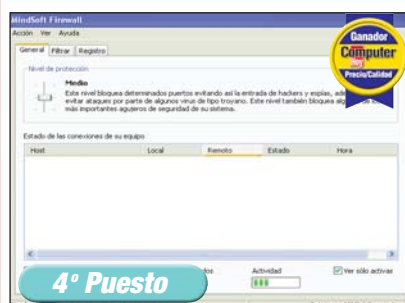 MindSoft Firewall
Acción Ver Ayuda
General Filtrar Registro
Ganador
Computer
Precio/Calidad
Nivel de protección
Medio
Este nivel bloquea determinados puertos evitando así la entrada de hackers y espías,
evitar ataques por parte de algunos virus de tipo troyano. Este nivel también bloquea
más importantes agujeros de seguridad de su sistema.
Estado de las conexiones de su equipo
Host Local Remoto Estado Hora
Actividad Ver sólo activas
4º Puesto